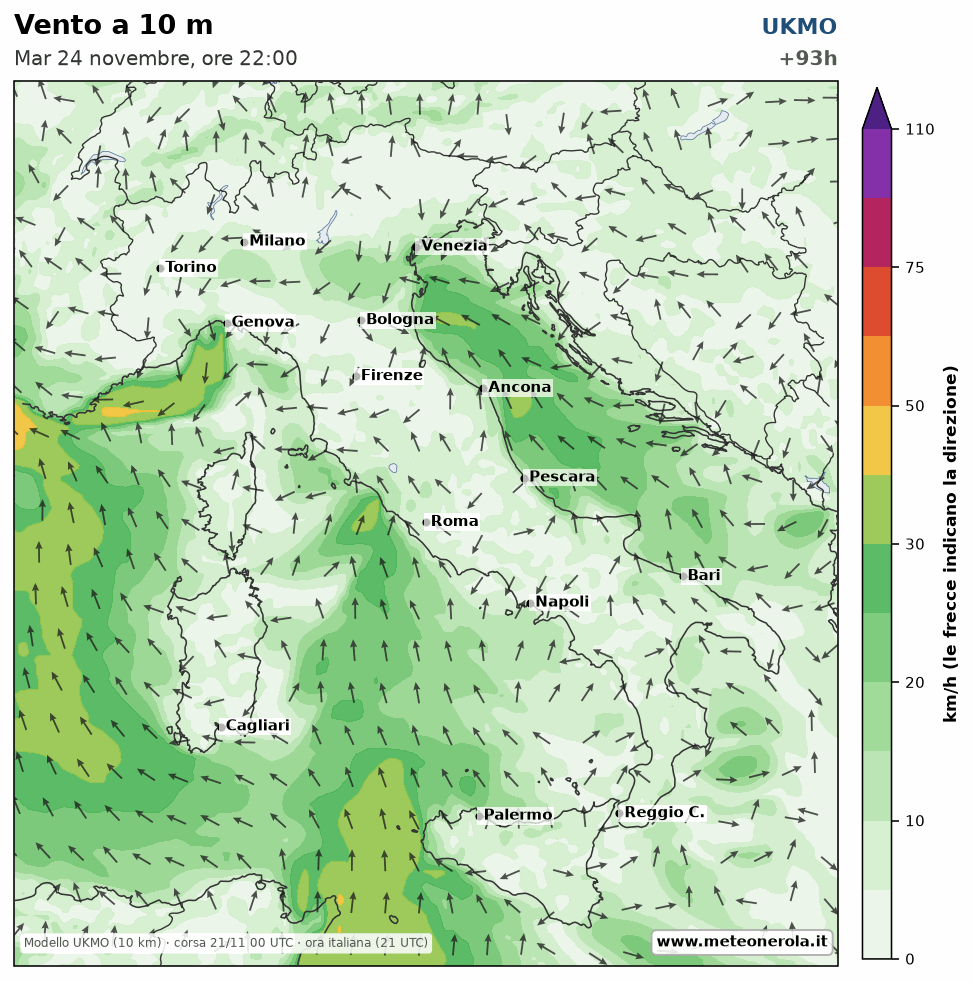 Vento a 10 m
UKMO
Mar 24 novembre, ore 22:00
+93h
Milano
Venezia
Torino
Genova
Bologna
Firenze
Ancona
Pescara
Roma
Bari
Napoli
Cagliari
Palermo
Reggio C.
110
75
50
30
20
10
0
km/h (le frecce indicano la direzione)
Modello UKMO (10 km) · corsa 21/11 00 UTC · ora italiana (21 UTC)
www.meteonerola.it